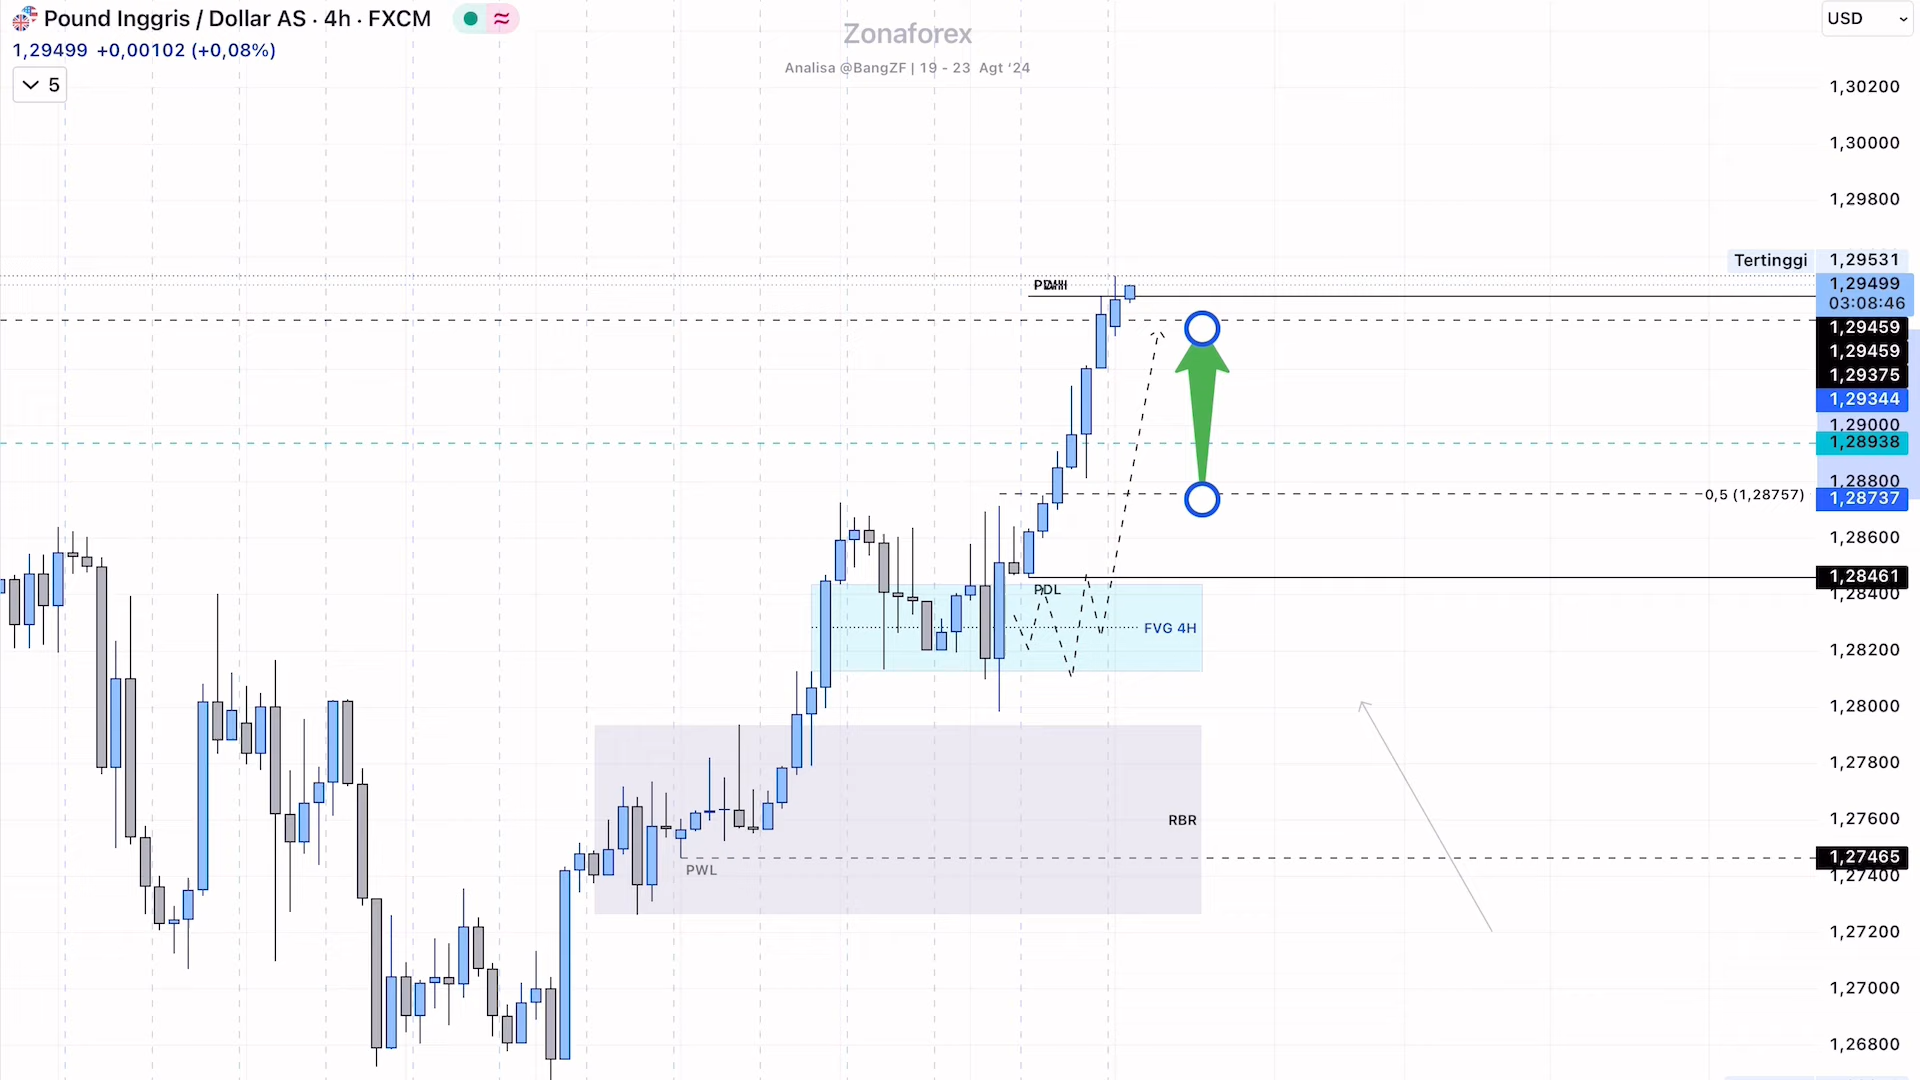 Pound Inggris / Dollar AS · 4h · FXCM
1,29499 +0,00102 (+0,08%)
5
Zonaforex
Analisa @BangZF | 19 - 23 Agt ‘24
USD
1,30200
1,30000
1,29800
Tertinggi 1,29531
1,29499
03:08:46
1,29459
1,29459
1,29375
1,29344
1,29000
1,28938
1,28800
0,5 (1,28757)
1,28737
1,28600
1,28461
1,28400
PDL
FVG 4H
1,28200
1,28000
1,27800
RBR
1,27600
1,27465
PWL
1,27400
1,27200
1,27000
1,26800